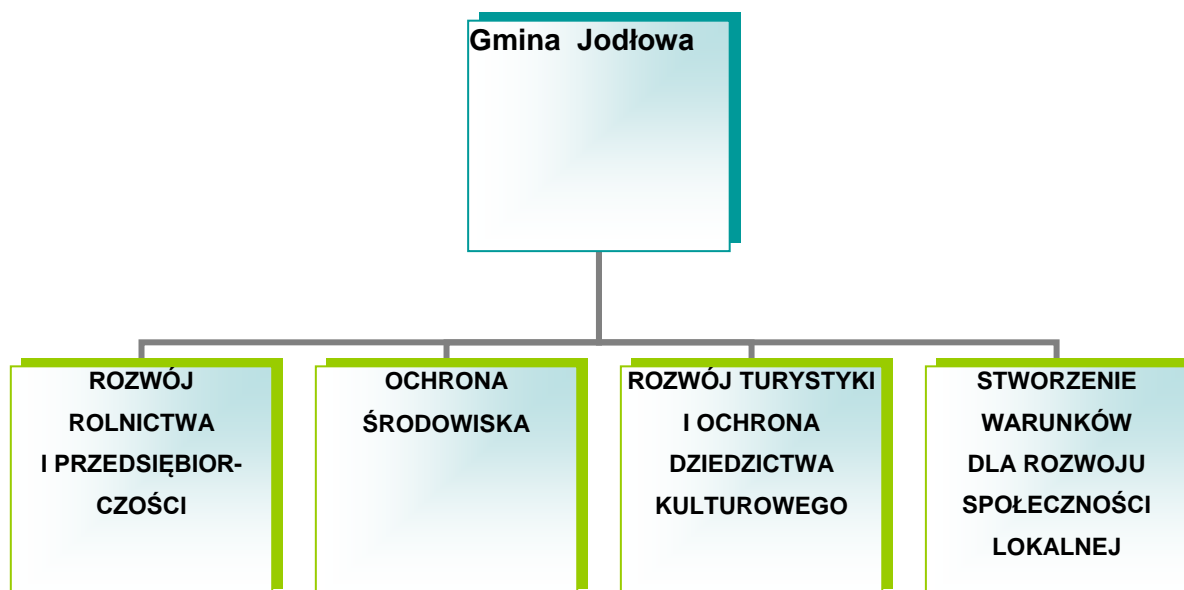 Gmina Jodłowa
ROZWÓJ
ROLNICTWA
I PRZEDSIĘBIOR-
CZOŚCI
OCHRONA
ŚRODOWISKA
ROZWÓJ TURYSTYKI
I OCHRONA
DZIEDZICTWA
KULTUROWEGO
STWORZENIE
WARUNKÓW
DLA ROZWOJU
SPOŁECZNOŚCI
LOKALNEJ